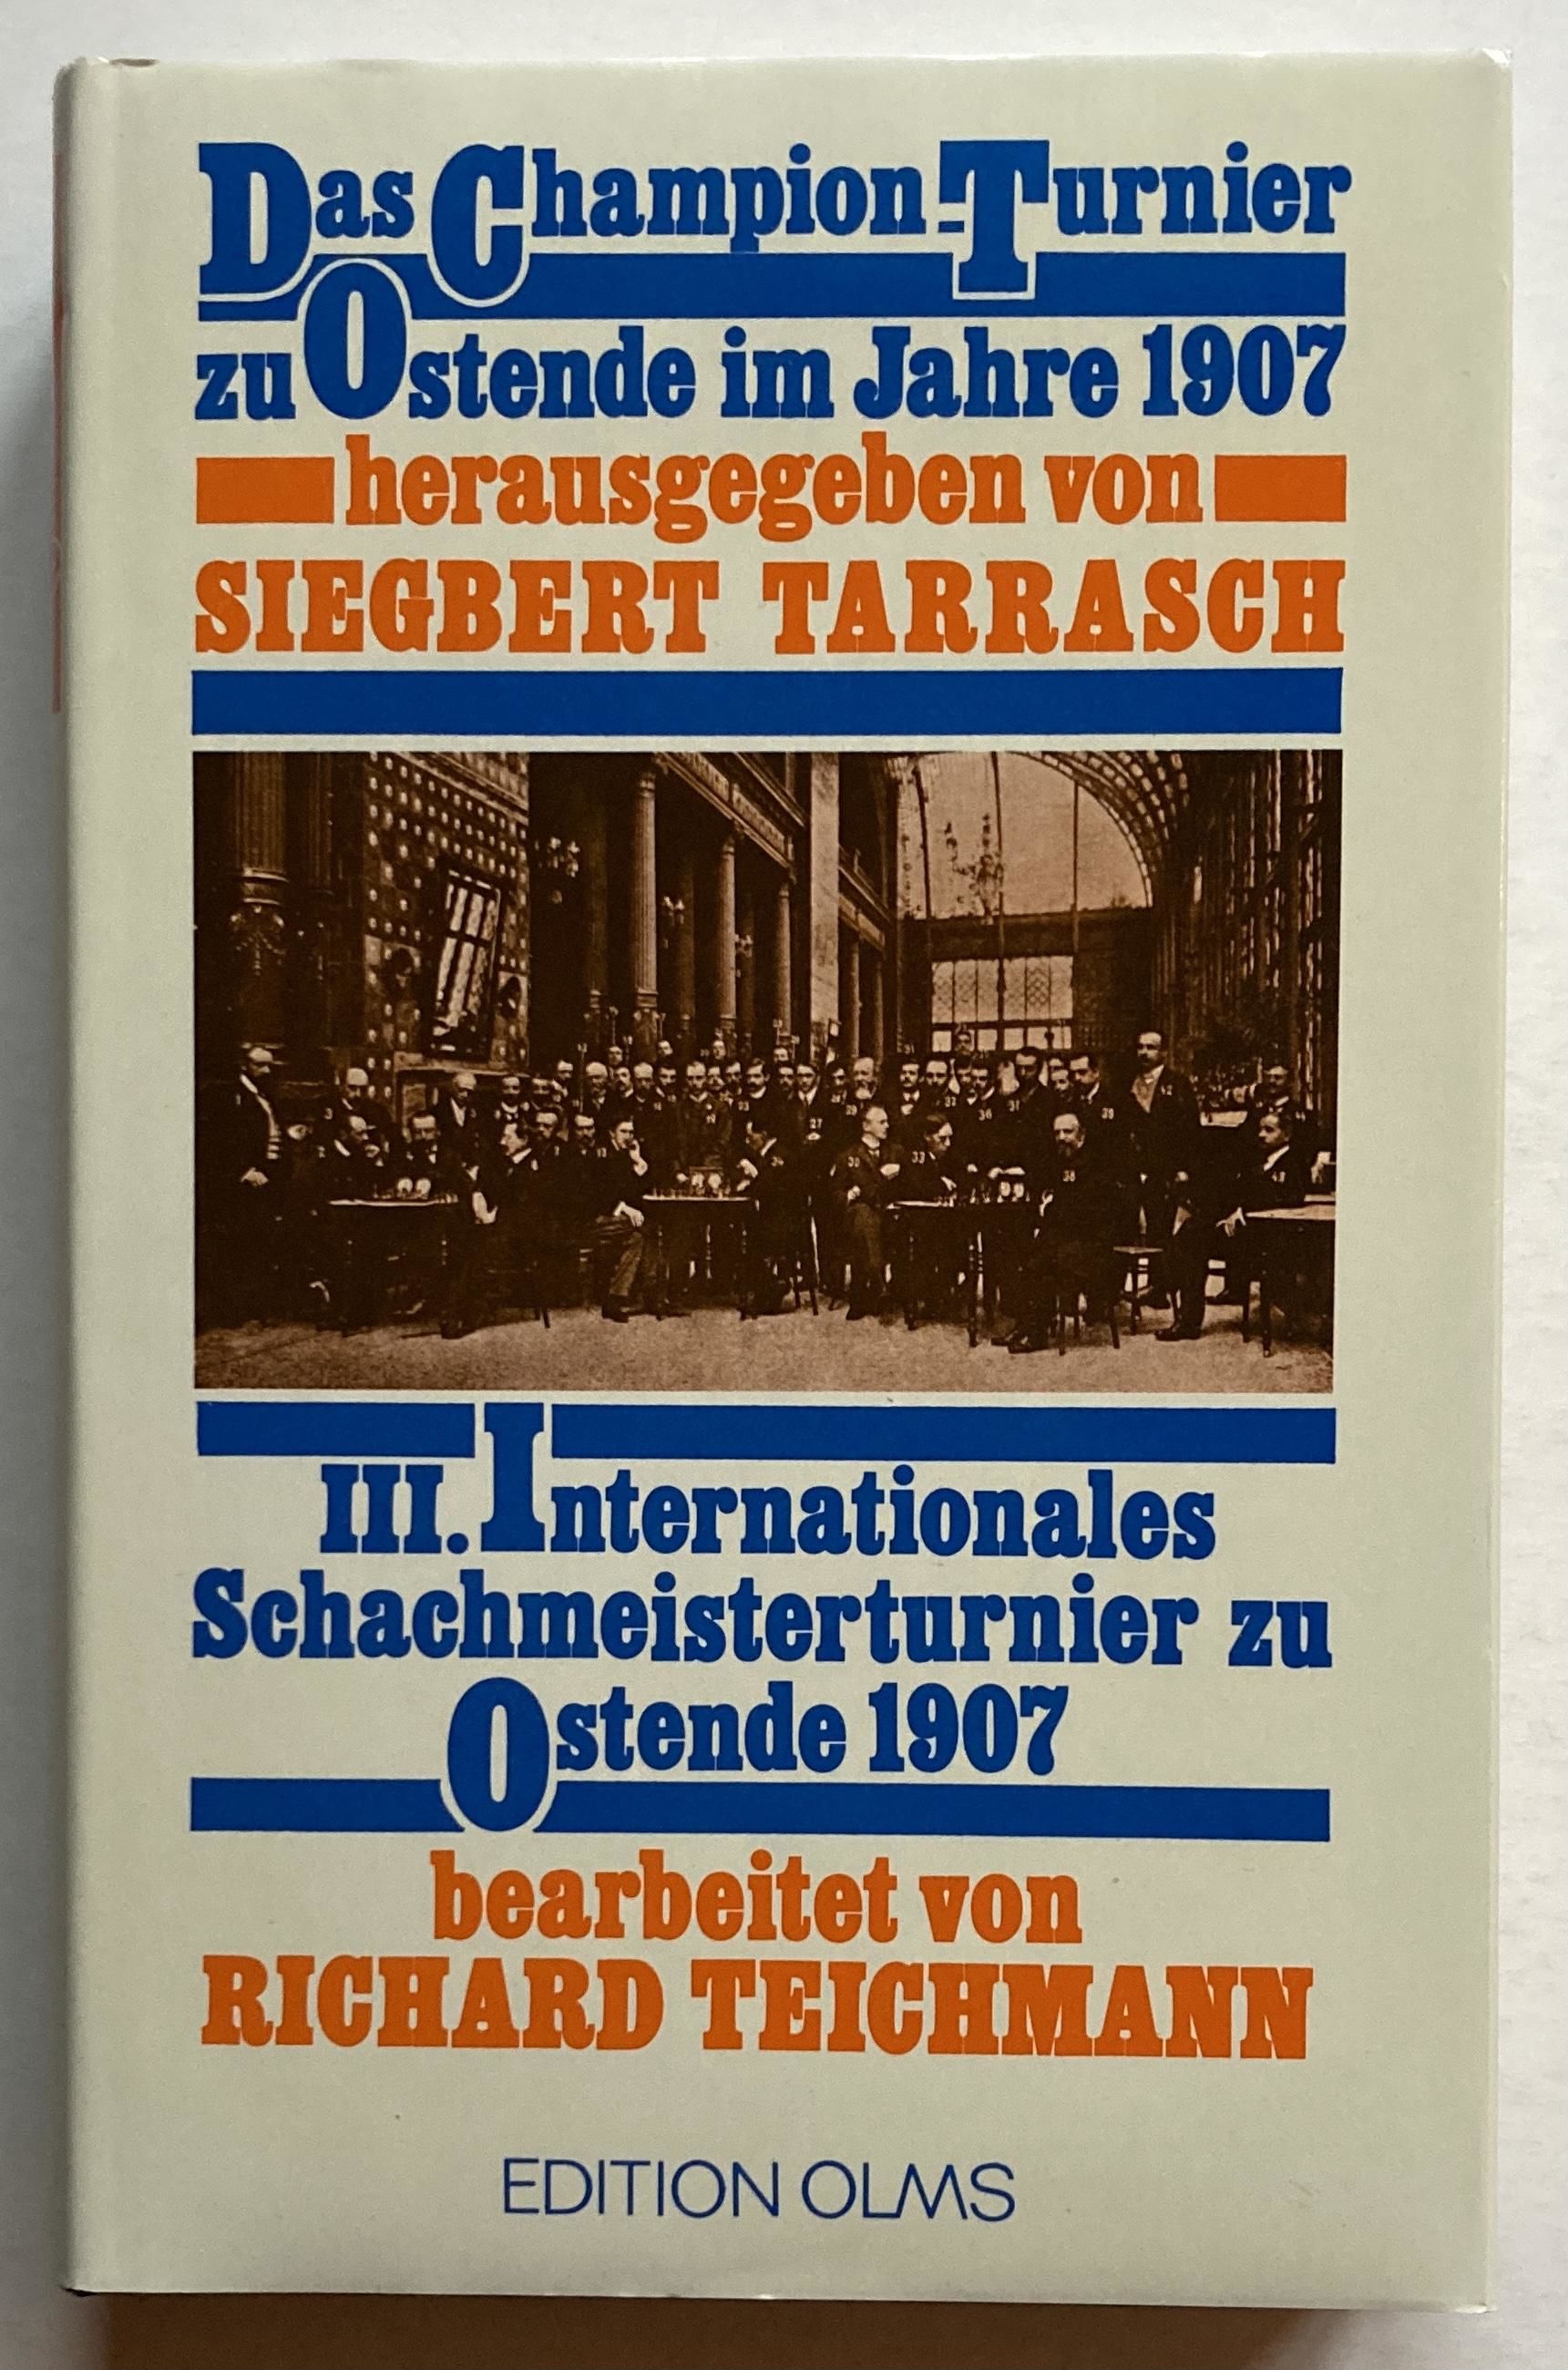 Das Champion-Turnier
zu Ostende im Jahre 1907
herausgegeben von
SIEGBERT TARRASCH
III. Internationales
Schachmeisterturnier zu
Ostende 1907
bearbeitet von
RICHARD TEICHMANN
EDITION OLMS